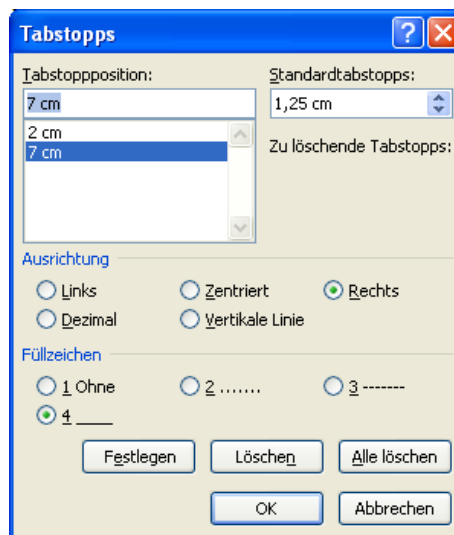 Tabstopps
Tabstoppposition: Standardtabstopps:
7 cm 1,25 cm
2 cm Zu löschende Tabstopps:
7 cm
Ausrichtung
Links Zentriert Rechts
Dezimal Vertikale Linie
Füllzeichen
1 Ohne 2 ....... 3 -------
4 ____
Festlegen Löschen Alle löschen
OK Abbrechen